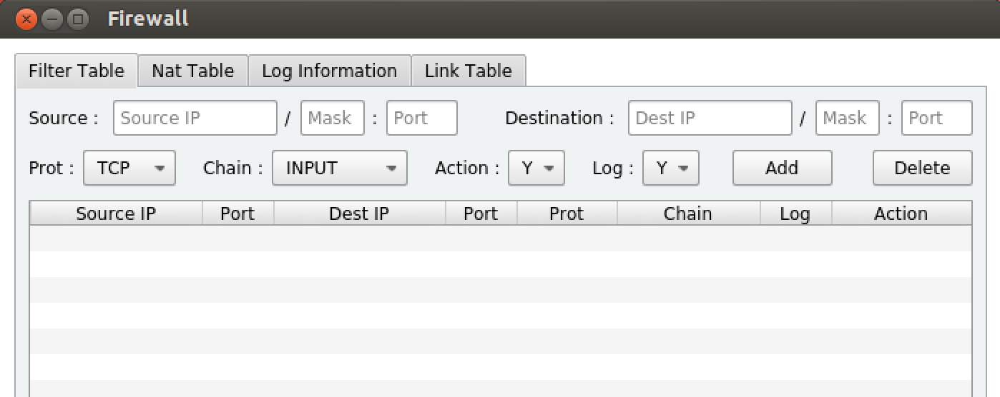 Firewall
Filter Table Nat Table Log Information Link Table
Source : Source IP / Mask : Port Destination : Dest IP / Mask : Port
Prot : TCP Chain : INPUT Action : Y Log : Y Add Delete
Source IP Port Dest IP Port Prot Chain Log Action